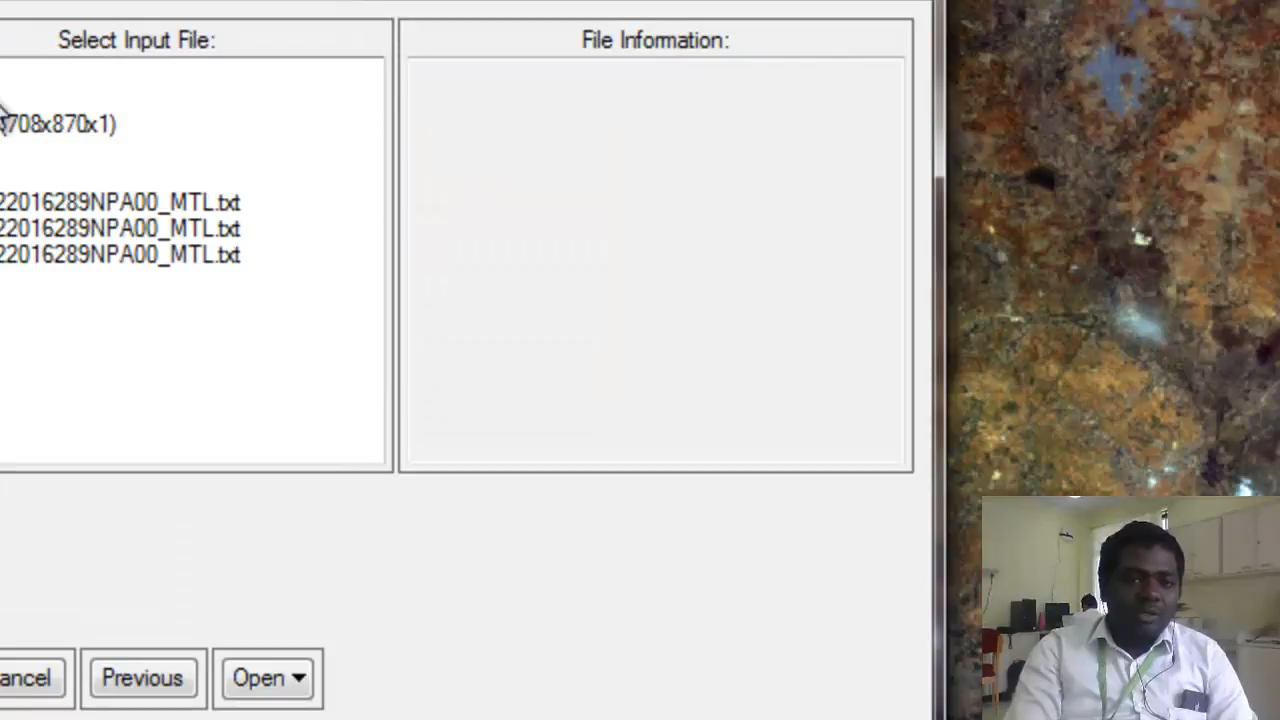 Select Input File:
File Information:
708x870x1)
22016289NPA00_MTL.txt
22016289NPA00_MTL.txt
22016289NPA00_MTL.txt
ancel
Previous
Open